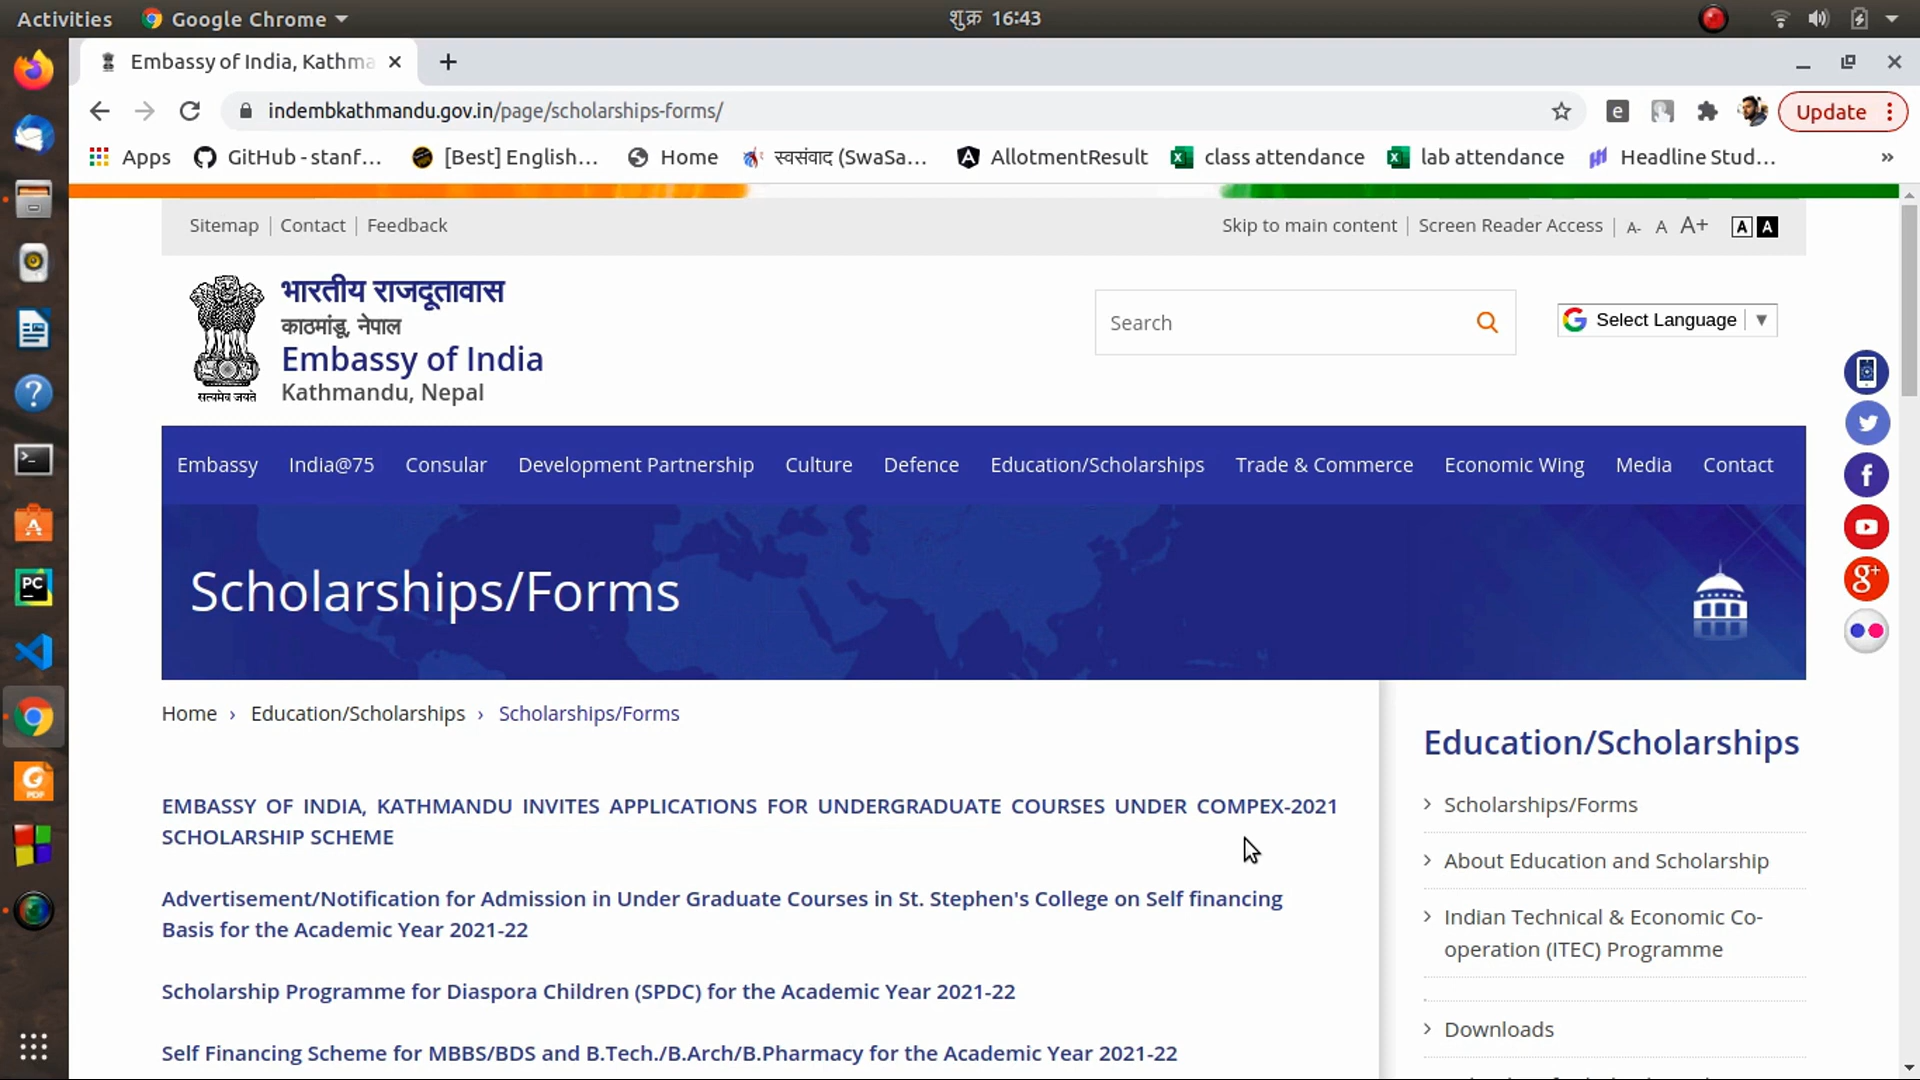 Activities
Google Chrome
शुक्र 16:43
Embassy of India, Kathma
indembkathmandu.gov.in/page/scholarships-forms/
Update
Apps
GitHub - stanf...
[Best] English...
Home
स्वसंवाद (SwaSa...
AllotmentResult
class attendance
lab attendance
Headline Stud...
»
Sitemap | Contact | Feedback
Skip to main content | Screen Reader Access | A- A A+ A A
भारतीय राजदूतावास
काठमांडू, नेपाल
Embassy of India
Kathmandu, Nepal
सत्यमेव जयते
Search
Select Language
Embassy India@75 Consular Development Partnership Culture Defence Education/Scholarships Trade & Commerce Economic Wing Media Contact
Scholarships/Forms
Home › Education/Scholarships › Scholarships/Forms
EMBASSY OF INDIA, KATHMANDU INVITES APPLICATIONS FOR UNDERGRADUATE COURSES UNDER COMPEX-2021
SCHOLARSHIP SCHEME
Advertisement/Notification for Admission in Under Graduate Courses in St. Stephen's College on Self financing
Basis for the Academic Year 2021-22
Scholarship Programme for Diaspora Children (SPDC) for the Academic Year 2021-22
Self Financing Scheme for MBBS/BDS and B.Tech./B.Arch/B.Pharmacy for the Academic Year 2021-22
Education/Scholarships
Scholarships/Forms
About Education and Scholarship
Indian Technical & Economic Co-
operation (ITEC) Programme
Downloads